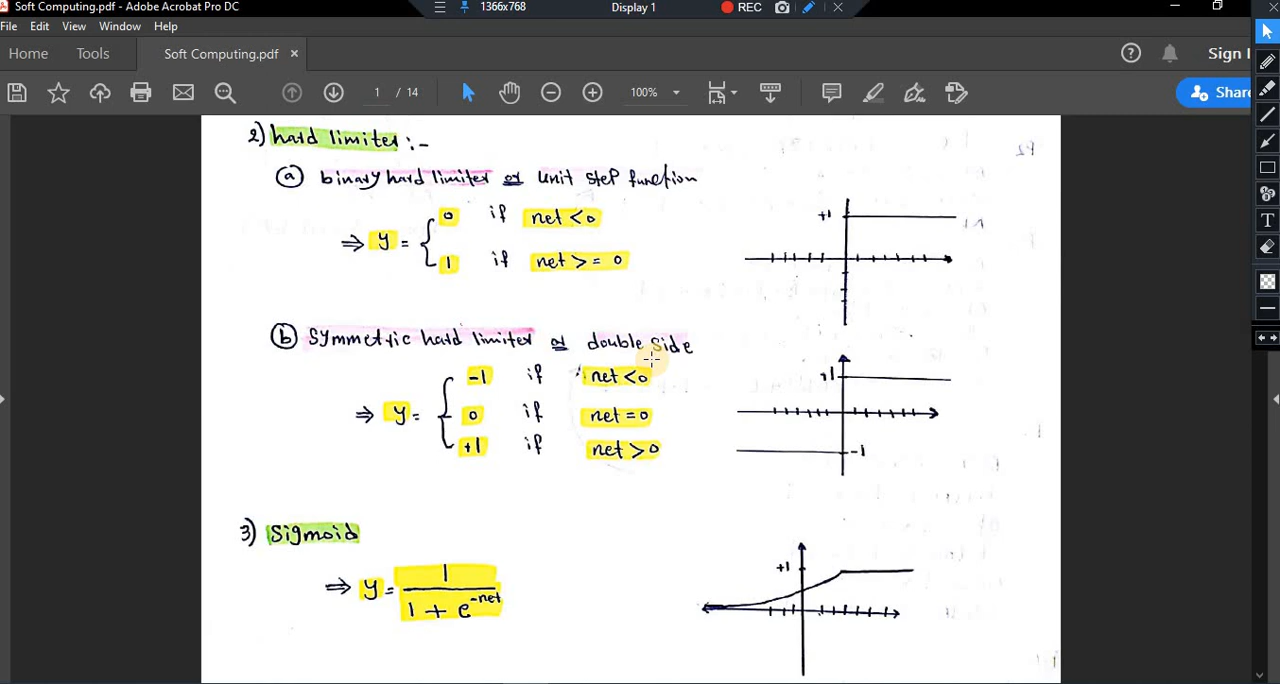 Soft Computing.pdf - Adobe Acrobat Pro DC
1366x768
Display 1
REC
File Edit View Window Help
Home Tools Soft Computing.pdf × Sign
1 / 14
100%
Share
2) hard limiter :-
(a) binary hard limiter or unit step function
⇒ y = { 0 if net < 0
1 if net >= 0
+1
(b) Symmetric hard limiter or double side
-1 if net < 0
⇒ y = { 0 if net = 0
+1 if net > 0
+1
-1
3) Sigmoid
⇒ y = 1 / 1 + e^-net
+1